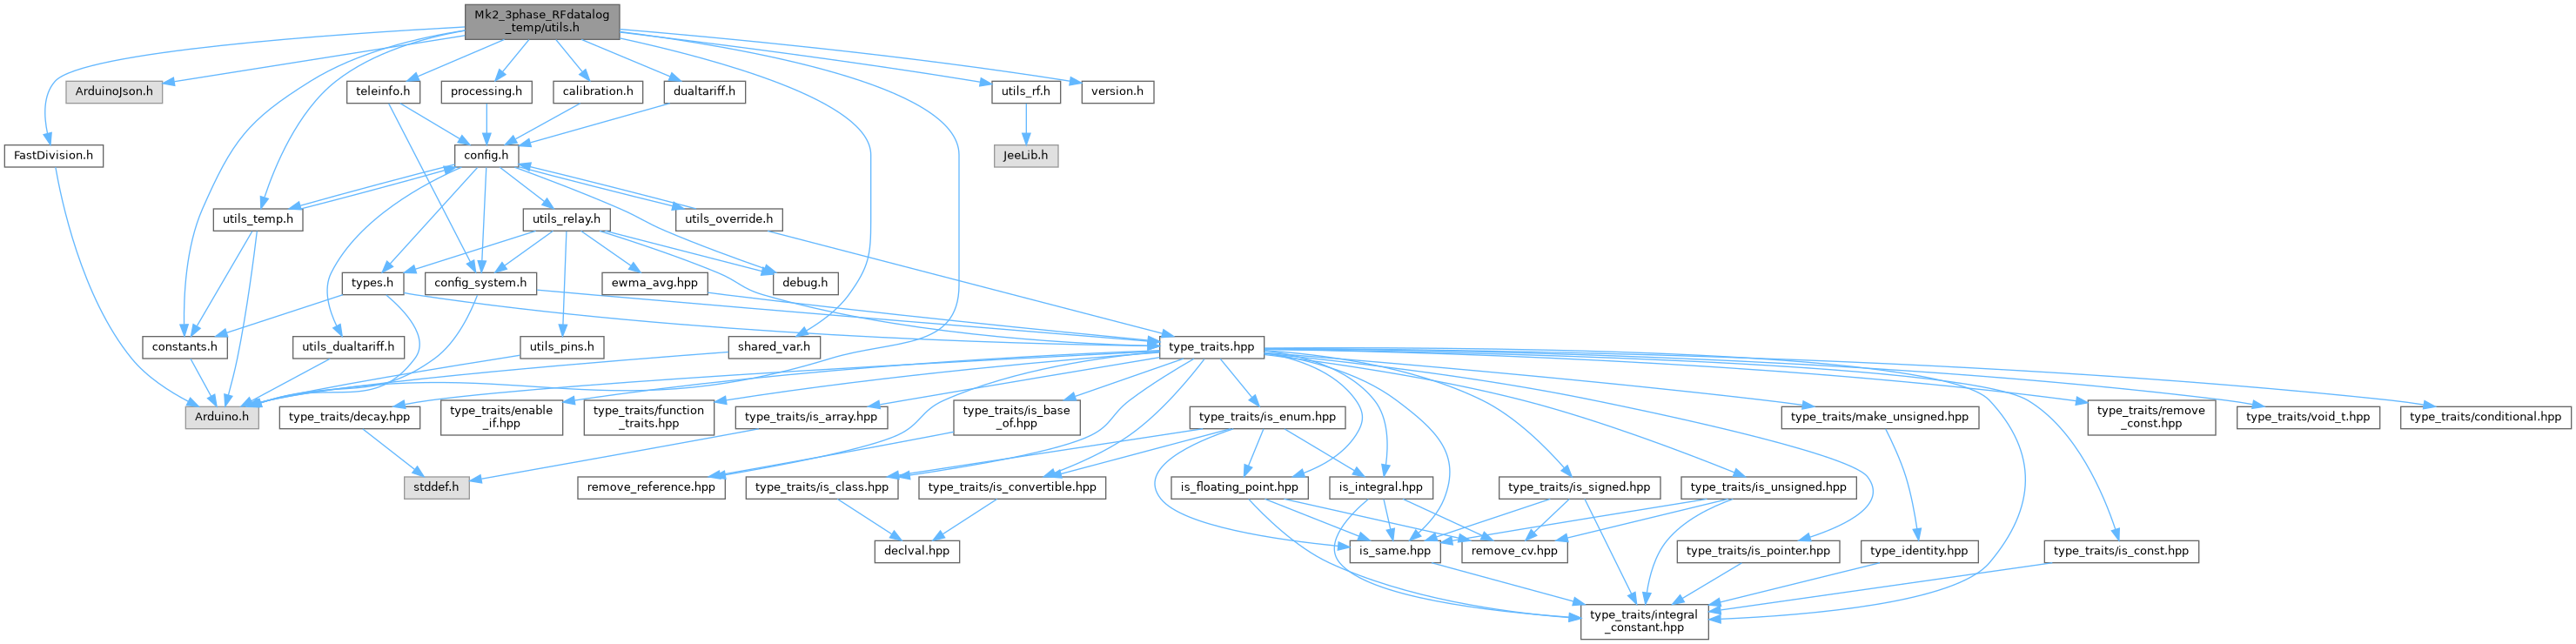 Mk2_3phase_RFdatalog
_temp/utils.h
ArduinoJson.h
teleinfo.h
processing.h
calibration.h
dualtariff.h
utils_rf.h
version.h
FastDivision.h
config.h
JeeLib.h
utils_temp.h
utils_relay.h
utils_override.h
types.h
config_system.h
ewma_avg.hpp
debug.h
constants.h
utils_dualtariff.h
utils_pins.h
shared_var.h
type_traits.hpp
Arduino.h
type_traits/decay.hpp
type_traits/enable
_if.hpp
type_traits/function
_traits.hpp
type_traits/is_array.hpp
type_traits/is_base
_of.hpp
type_traits/is_enum.hpp
type_traits/make_unsigned.hpp
type_traits/remove
_const.hpp
type_traits/void_t.hpp
type_traits/conditional.hpp
stddef.h
remove_reference.hpp
type_traits/is_class.hpp
type_traits/is_convertible.hpp
is_floating_point.hpp
is_integral.hpp
type_traits/is_signed.hpp
type_traits/is_unsigned.hpp
declval.hpp
is_same.hpp
remove_cv.hpp
type_traits/is_pointer.hpp
type_identity.hpp
type_traits/is_const.hpp
type_traits/integral
_constant.hpp